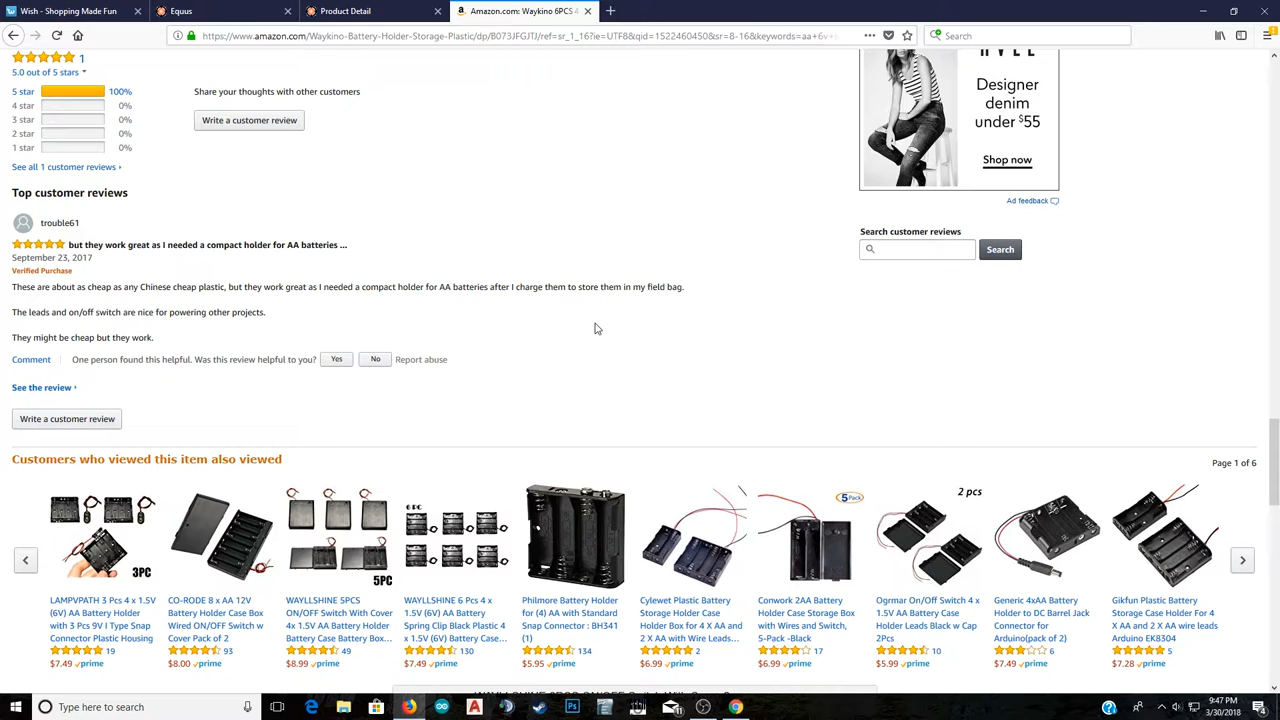 Wish - Shopping Made Fun
Equus
Product Detail
Amazon.com: Waykino 6PCS 4
https://www.amazon.com/Waykino-Battery-Holder-Storage-Plastic/dp/B073JFGJTJ/ref=sr_1_16?ie=UTF8&qid=1522460450&sr=8-16&keywords=aa+6v+
Search
1
5.0 out of 5 stars
5 star 100%
4 star 0%
3 star 0%
2 star 0%
1 star 0%
See all 1 customer reviews
Share your thoughts with other customers
Write a customer review
Designer
denim
under $55
Shop now
Ad feedback
Search customer reviews
Search
Top customer reviews
trouble61
but they work great as I needed a compact holder for AA batteries ...
September 23, 2017
Verified Purchase
These are about as cheap as any Chinese cheap plastic, but they work great as I needed a compact holder for AA batteries after I charge them to store them in my field bag.
The leads and on/off switch are nice for powering other projects.
They might be cheap but they work.
Comment
One person found this helpful. Was this review helpful to you?
Yes
No
Report abuse
See the review
Write a customer review
Customers who viewed this item also viewed
Page 1 of 6
3PC
LAMPVPATH 3 Pcs 4 x 1.5V
(6V) AA Battery Holder
with 3 Pcs 9V I Type Snap
Connector Plastic Housing
19
$7.49 prime
CO-RODE 8 x AA 12V
Battery Holder Case Box
Wired ON/OFF Switch w
Cover Pack of 2
93
$8.00 prime
5PC
WAYLLSHINE 5PCS
ON/OFF Switch With Cover
4x 1.5V AA Battery Holder
Battery Case Battery Box...
49
$8.99 prime
6 PC
WAYLLSHINE 6 Pcs 4 x
1.5V (6V) AA Battery
Spring Clip Black Plastic 4
x 1.5V (6V) Battery Case...
130
$7.49 prime
Philmore Battery Holder
for (4) AA with Standard
Snap Connector : BH341
(1)
134
$5.95 prime
Cylewet Plastic Battery
Storage Holder Case
Holder Box for 4 X AA and
2 X AA with Wire Leads...
2
$6.99 prime
5 Pack
Conwork 2AA Battery
Holder Case Storage Box
with Wires and Switch,
5-Pack -Black
17
$6.99 prime
2 pcs
Ogrmar On/Off Switch 4 x
1.5V AA Battery Case
Holder Leads Black w Cap
2Pcs
10
$5.99 prime
Generic 4xAA Battery
Holder to DC Barrel Jack
Connector for
Arduino(pack of 2)
6
$7.49 prime
Gikfun Plastic Battery
Storage Case Holder For 4
X AA and 2 X AA wire leads
Arduino EK8304
5
$7.28 prime
Type here to search
9:47 PM
3/30/2018